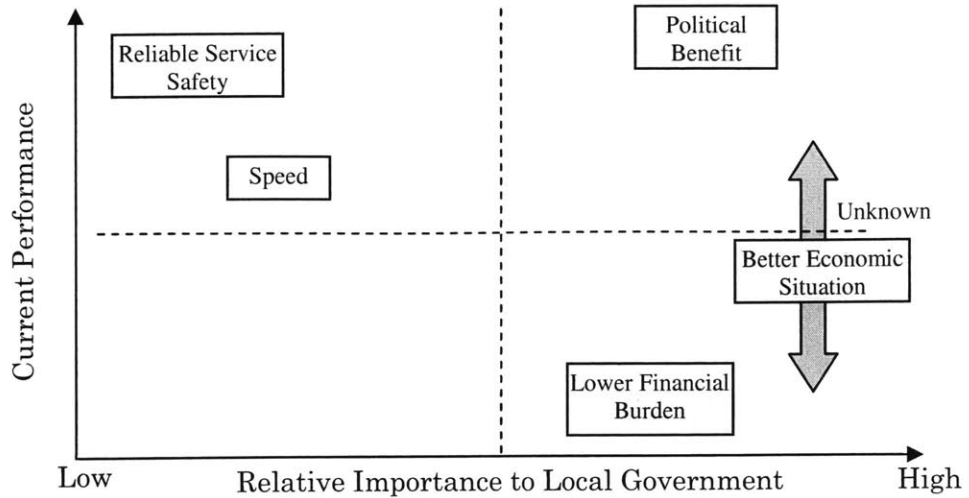 Political
Benefit
Reliable Service
Safety
Speed
Unknown
Better Economic
Situation
Lower Financial
Burden
Current Performance
Low
Relative Importance to Local Government
High